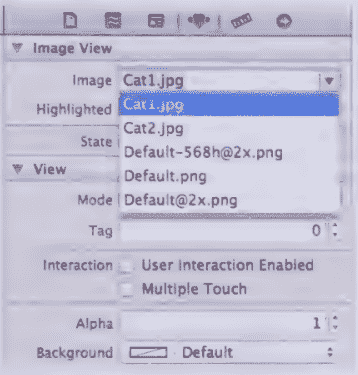 Image View
Image Cat1.jpg
Highlighted Cat1.jpg
Cat2.jpg
State
Default-568h@2x.png
View Default.png
Mode Default@2x.png
Tag 0
Interaction User Interaction Enabled
Multiple Touch
Alpha 1
Background Default